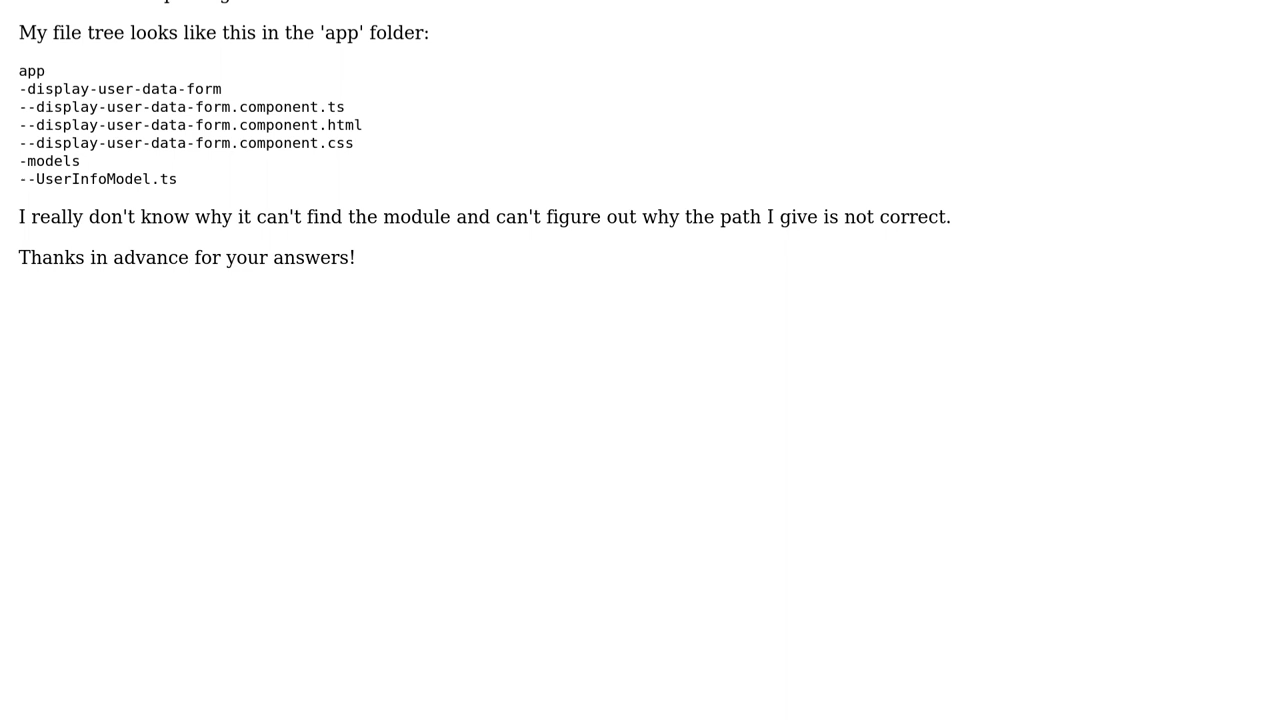 My file tree looks like this in the 'app' folder:
app
-display-user-data-form
--display-user-data-form.component.ts
--display-user-data-form.component.html
--display-user-data-form.component.css
-models
--UserInfoModel.ts
I really don't know why it can't find the module and can't figure out why the path I give is not correct.
Thanks in advance for your answers!